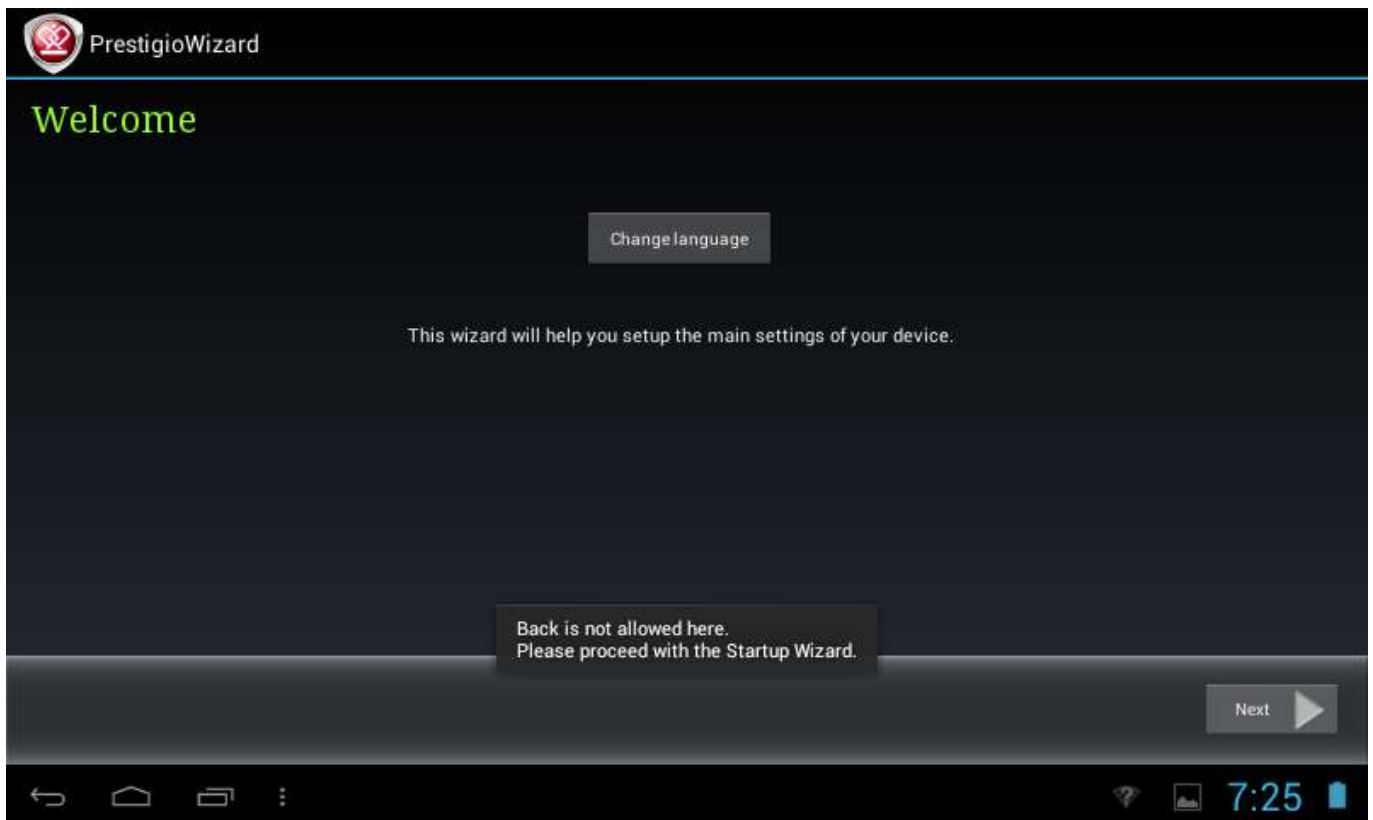 PrestigioWizard
Welcome
Change language
This wizard will help you setup the main settings of your device.
Back is not allowed here.
Please proceed with the Startup Wizard.
Next
7:25